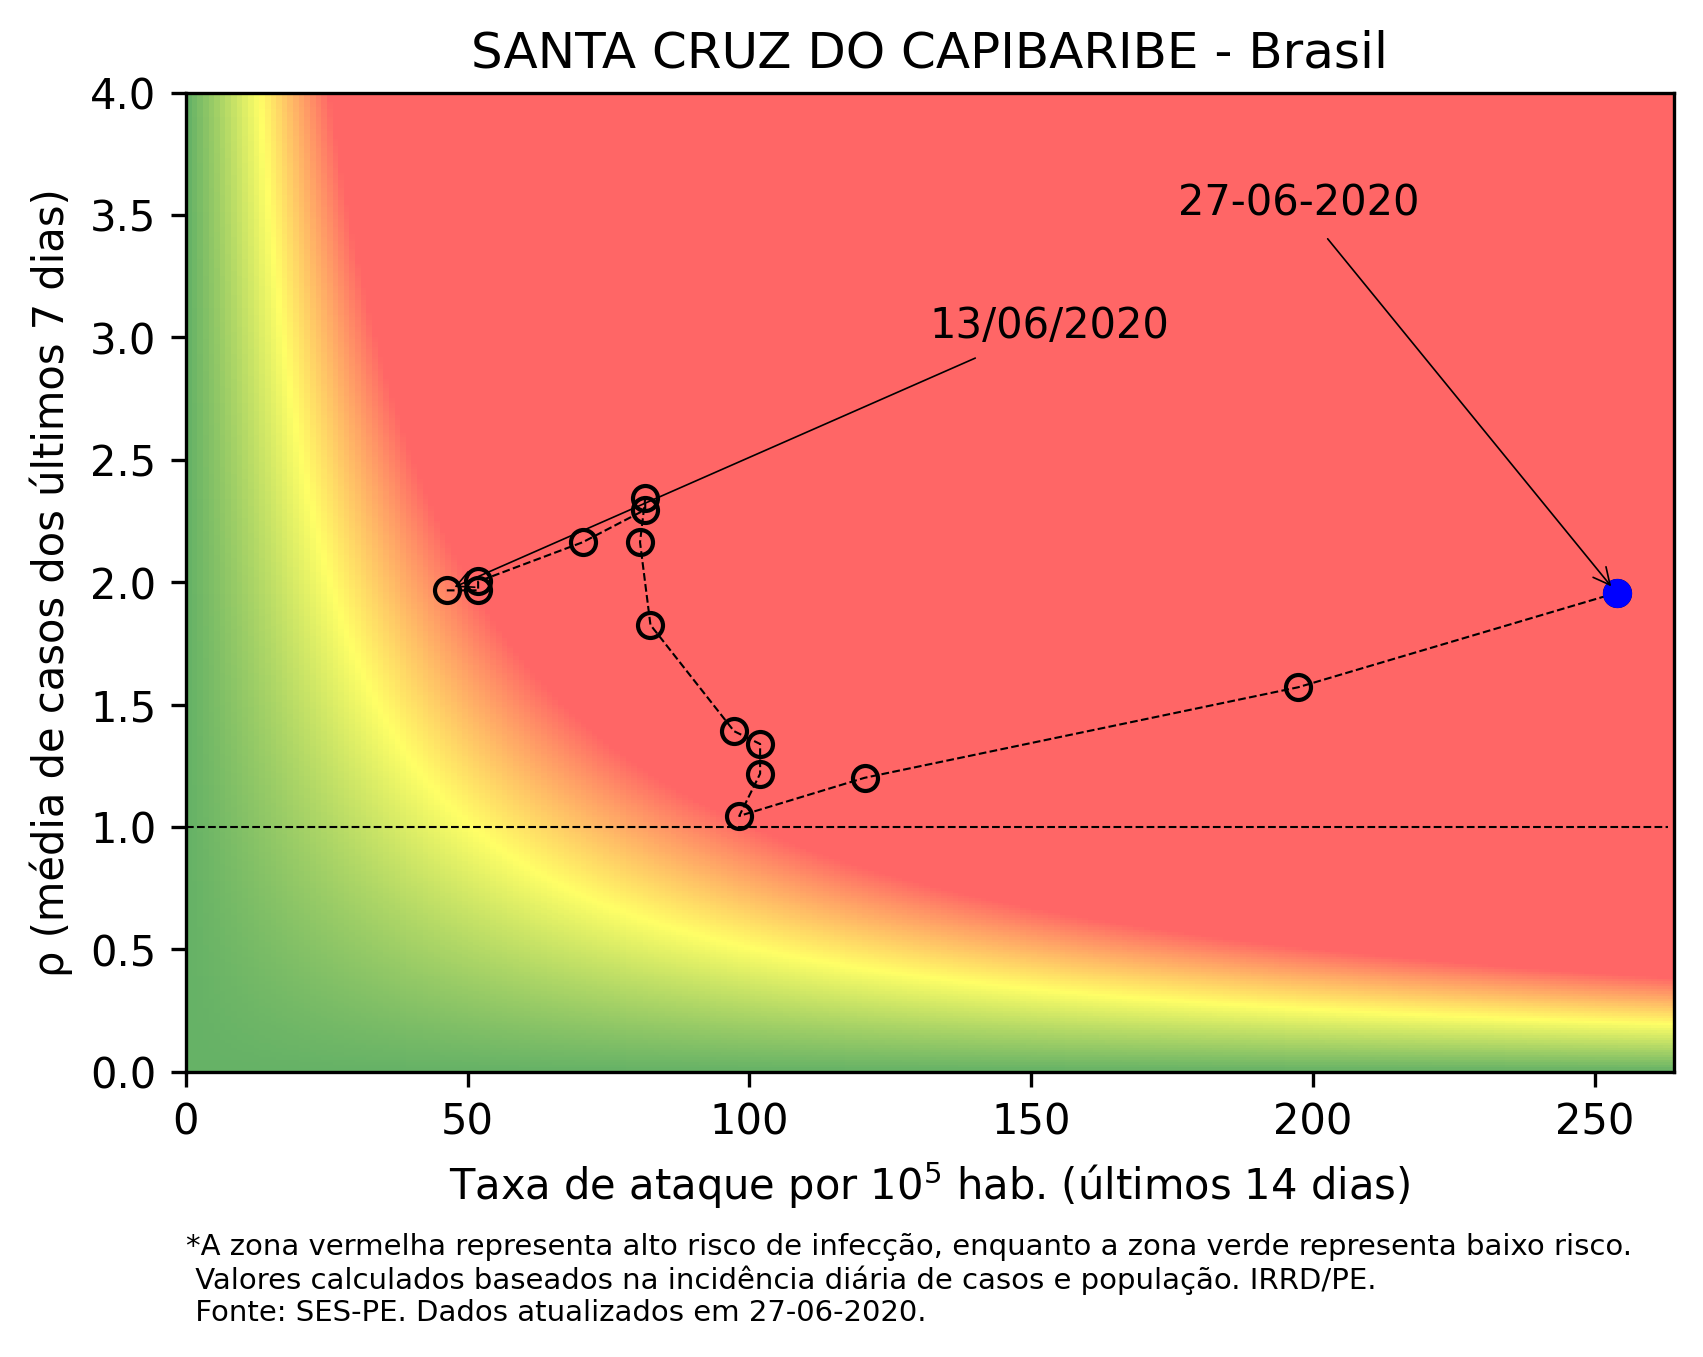 SANTA CRUZ DO CAPIBARIBE - Brasil
4.0
3.5
3.0
2.5
2.0
1.5
1.0
0.5
0.0
ρ (média de casos dos últimos 7 dias)
27-06-2020
13/06/2020
0 50 100 150 200 250
Taxa de ataque por 10⁵ hab. (últimos 14 dias)
*A zona vermelha representa alto risco de infecção, enquanto a zona verde representa baixo risco.
Valores calculados baseados na incidência diária de casos e população. IRRD/PE.
Fonte: SES-PE. Dados atualizados em 27-06-2020.